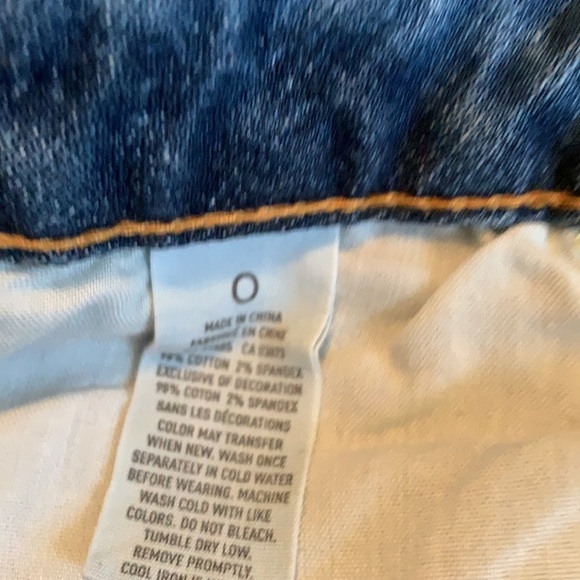 0
MADE IN CHINA
EN CHINE
CA
98% COTTON 2% SPANDEX
EXCLUSIVE OF DECORATION
98% COTON 2% SPANDEX
SANS LES DÉCORATIONS
COLOR MAY TRANSFER
WHEN NEW. WASH ONCE
SEPARATELY IN COLD WATER
BEFORE WEARING. MACHINE
WASH COLD WITH LIKE
COLORS. DO NOT BLEACH.
TUMBLE DRY LOW.
REMOVE PROMPTLY.
COOL IRON